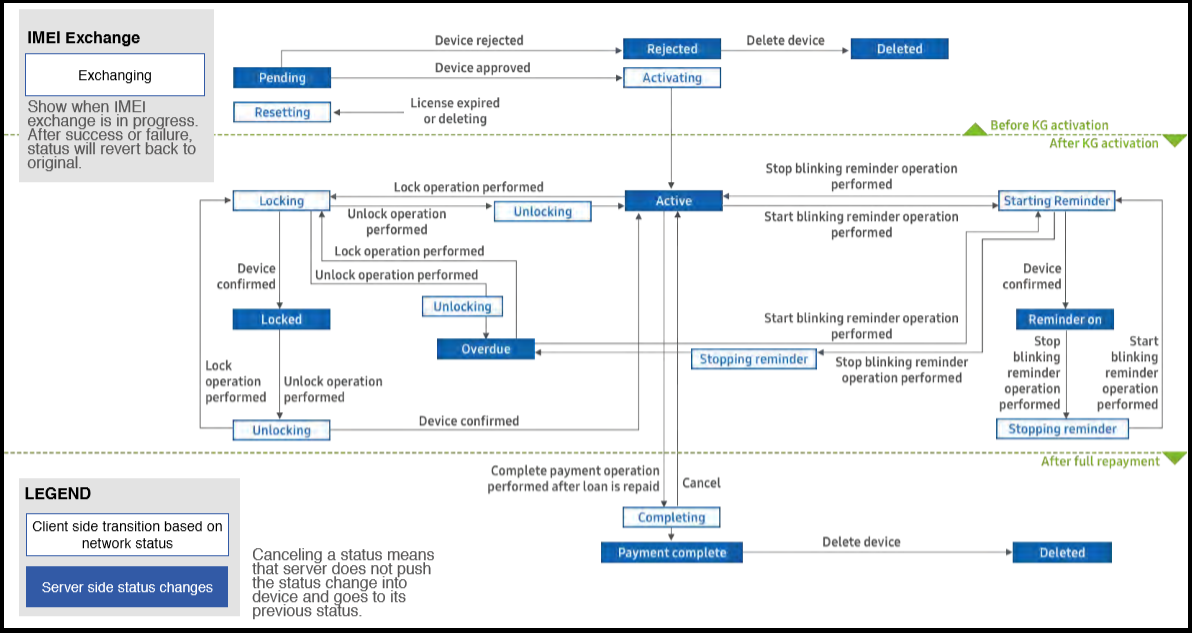 IMEI Exchange
Exchanging
Show when IMEI
exchange is in progress.
After success or failure,
status will revert back to
original.
Device rejected
Rejected
Delete device
Deleted
Pending
Device approved
Activating
Resetting
License expired
or deleting
Before KG activation
After KG activation
Locking
Lock operation performed
Unlock operation
performed
Unlocking
Active
Stop blinking reminder operation
performed
Start blinking reminder operation
performed
Starting Reminder
Lock operation performed
Unlock operation performed
Device
confirmed
Unlocking
Device
confirmed
Locked
Overdue
Start blinking reminder operation
performed
Reminder on
Stopping reminder
Stop blinking reminder
operation performed
Stop
blinking
reminder
operation
performed
Start
blinking
reminder
operation
performed
Lock
operation
performed
Unlock operation
performed
Unlocking
Device confirmed
Stopping reminder
After full repayment
Complete payment operation
performed after loan is repaid
Cancel
Completing
Payment complete
Delete device
Deleted
LEGEND
Client side transition based on
network status
Server side status changes
Canceling a status means
that server does not push
the status change into
device and goes to its
previous status.